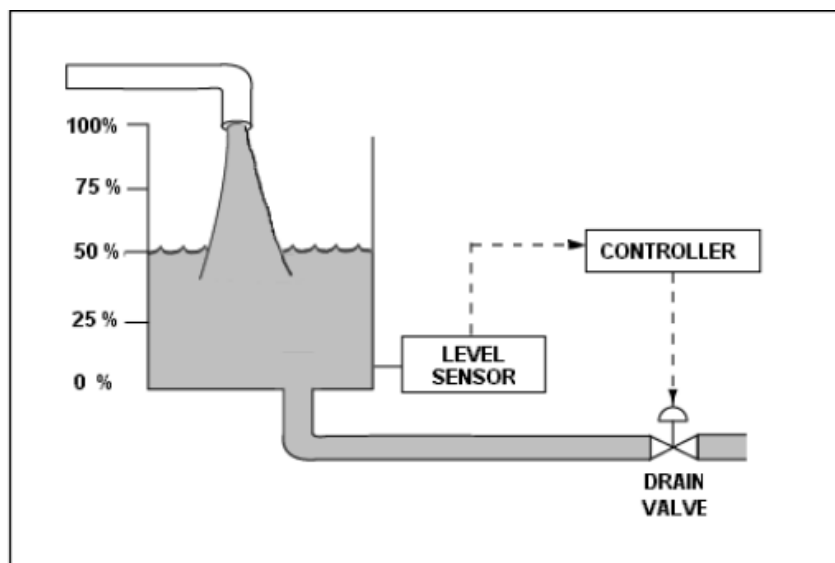 100%
75 %
50 %
25 %
0 %
CONTROLLER
LEVEL
SENSOR
DRAIN
VALVE